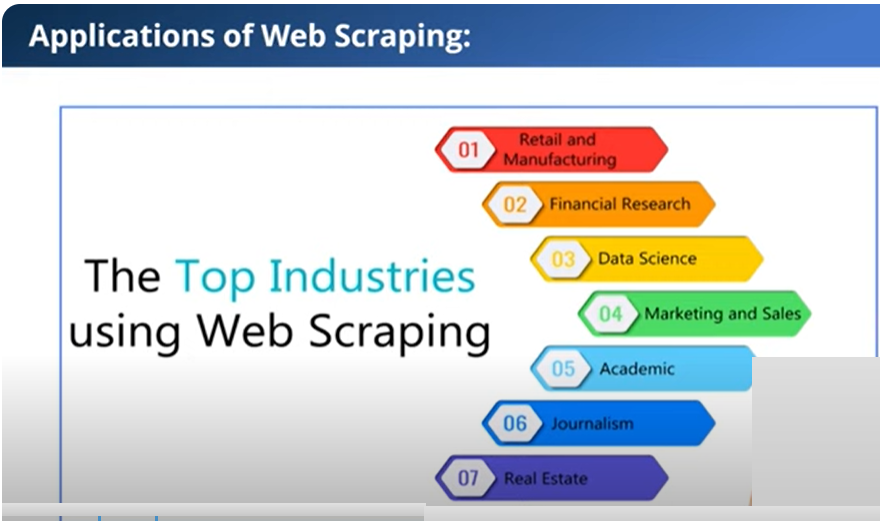 Applications of Web Scraping:
The Top Industries
using Web Scraping
01 Retail and
Manufacturing
02 Financial Research
03 Data Science
04 Marketing and Sales
05 Academic
06 Journalism
07 Real Estate